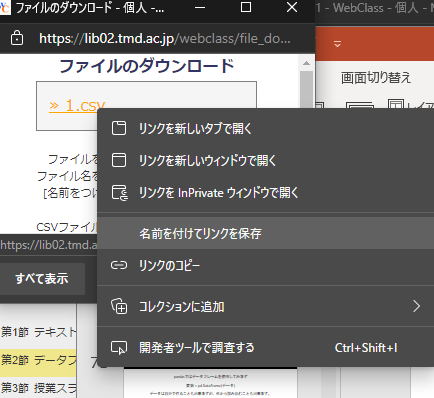 ファイルのダウンロード - 個人 -
https://lib02.tmd.ac.jp/webclass/file_do...
ファイルのダウンロード
» 1.csv
ファイルを
ファイル名を
[名前をつけ
CSVファイル
https://lib02.tmd.a
すべて表示
1 - WebClass - 個人 -
画面切り替え
レイア
リンクを新しいタブで開く
リンクを新しいウィンドウで開く
リンクを InPrivate ウィンドウで開く
名前を付けてリンクを保存
リンクのコピー
コレクションに追加
開発者ツールで調査する Ctrl+Shift+I
第1節 テキスト
第2節 データフ
第3節 授業スラ